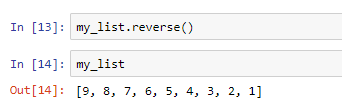 In [13]: my_list.reverse()
In [14]: my_list
Out[14]: [9, 8, 7, 6, 5, 4, 3, 2, 1]